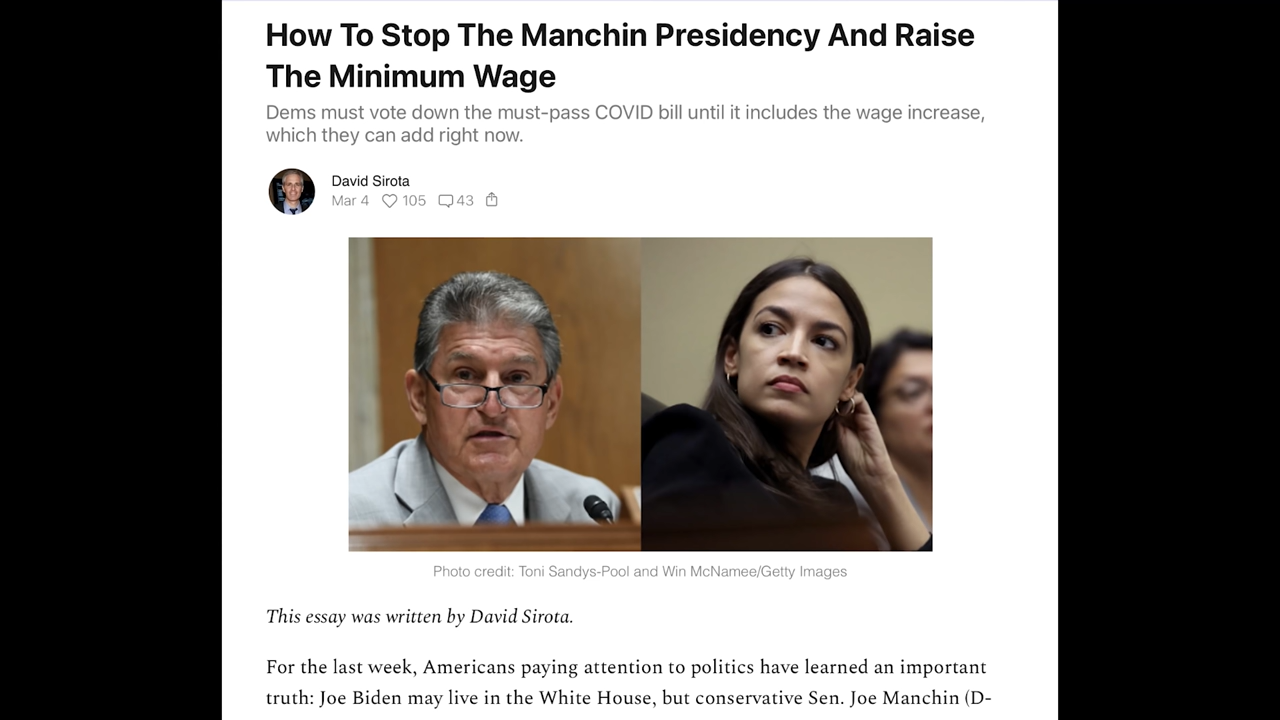 How To Stop The Manchin Presidency And Raise
The Minimum Wage
Dems must vote down the must-pass COVID bill until it includes the wage increase,
which they can add right now.
David Sirota
Mar 4 105 43
Photo credit: Toni Sandys-Pool and Win McNamee/Getty Images
This essay was written by David Sirota.
For the last week, Americans paying attention to politics have learned an important
truth: Joe Biden may live in the White House, but conservative Sen. Joe Manchin (D-